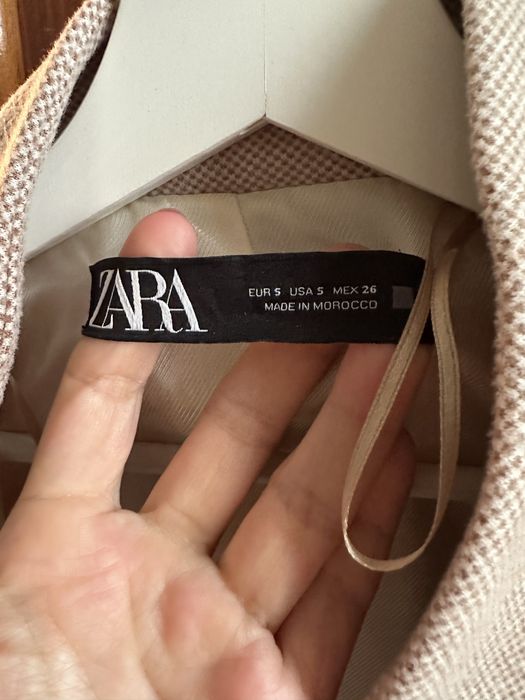 ZARA
EUR S USA S MEX 26
MADE IN MOROCCO